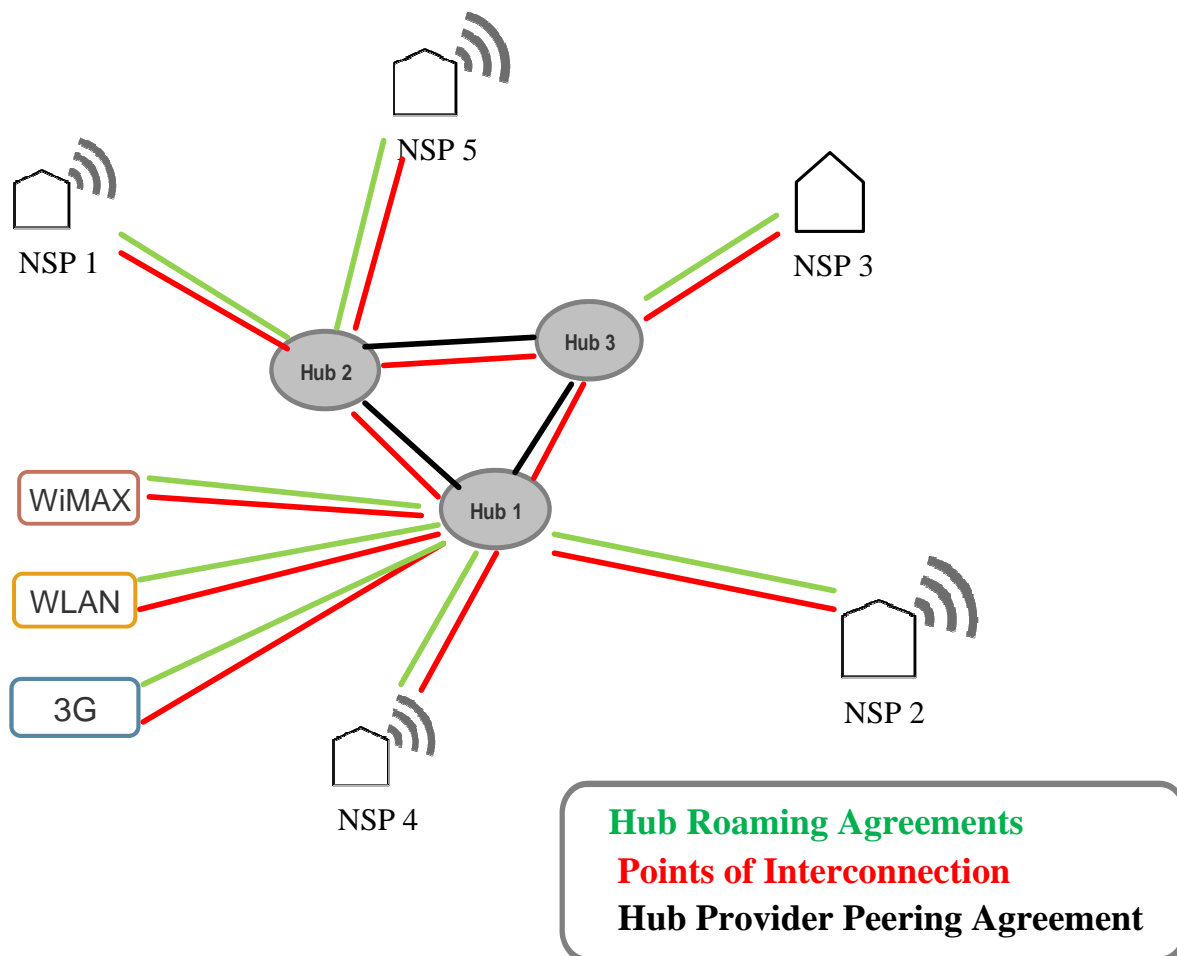 NSP 5
NSP 1
NSP 3
Hub 3
Hub 2
WiMAX
Hub 1
WLAN
3G
NSP 2
NSP 4
Hub Roaming Agreements
Points of Interconnection
Hub Provider Peering Agreement